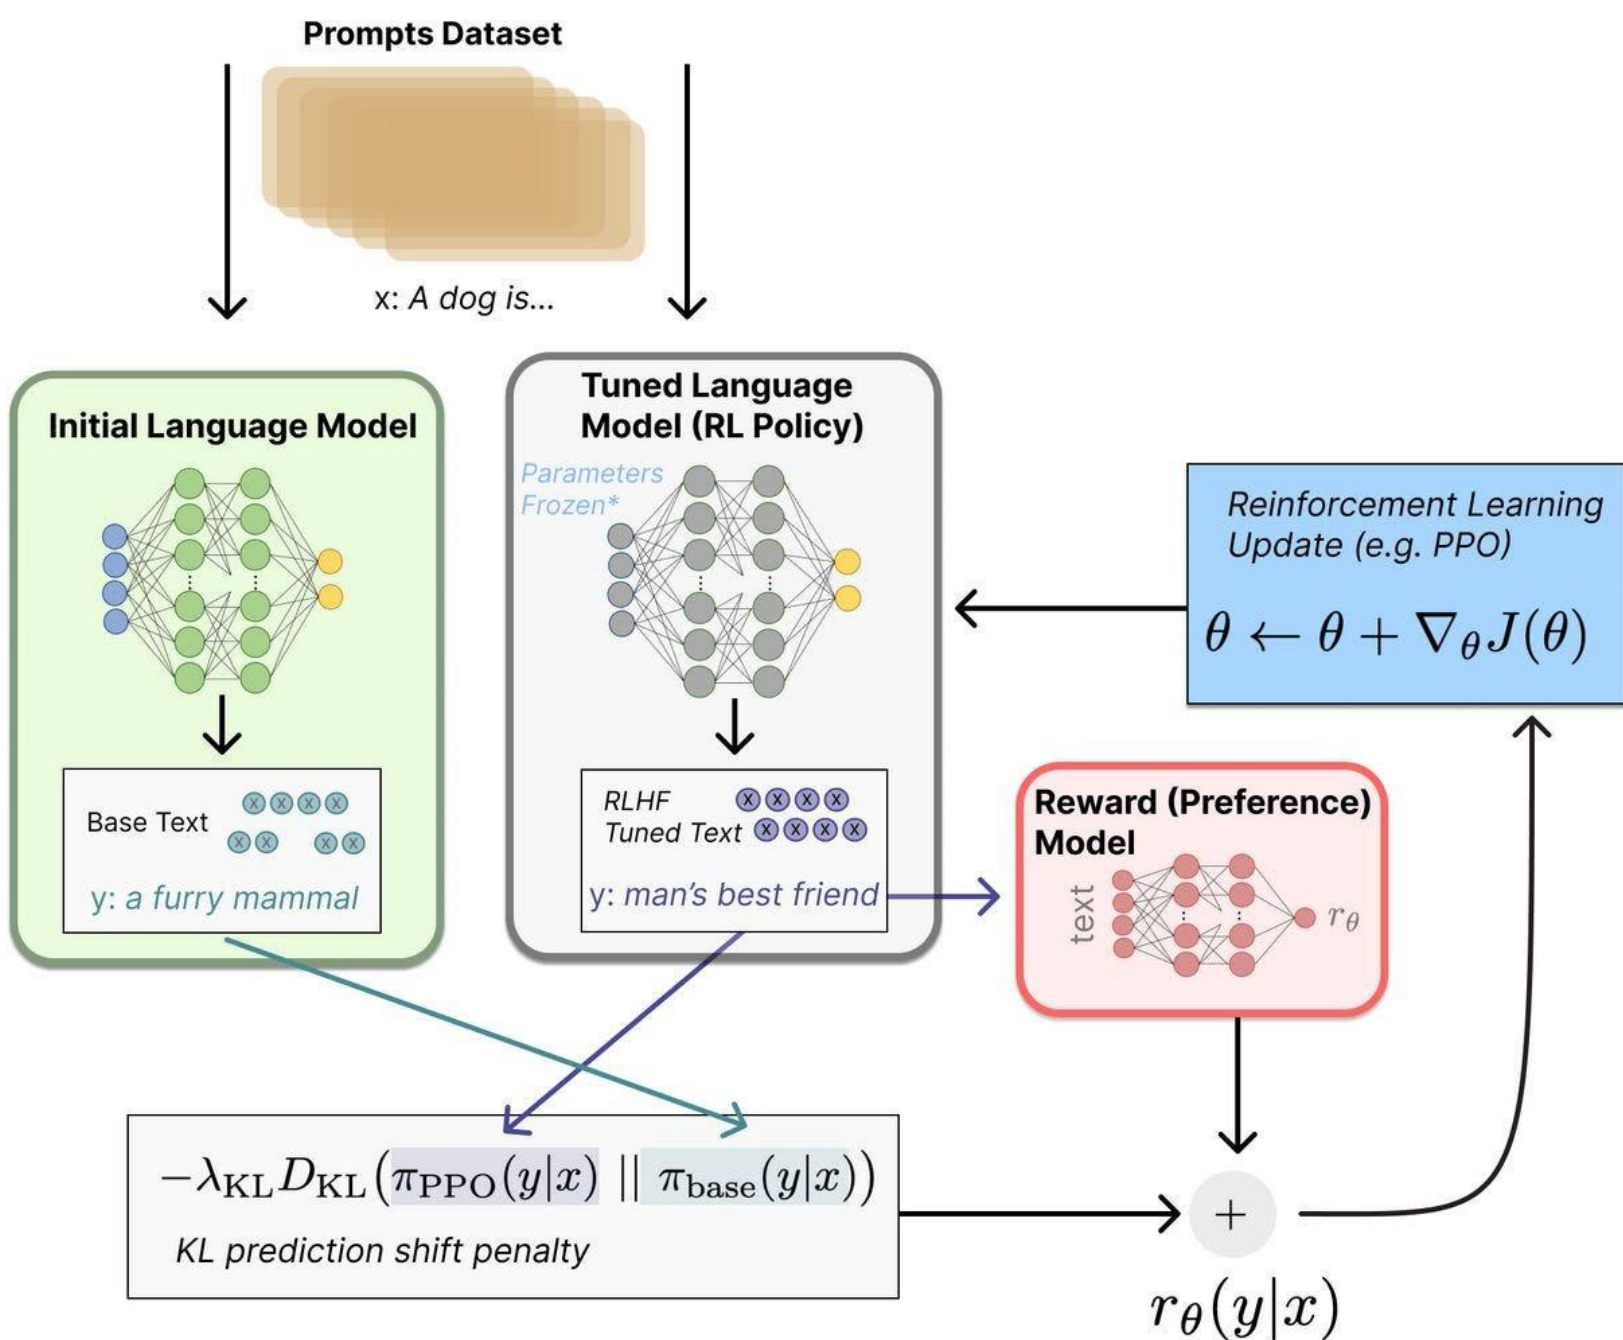 Prompts Dataset
x: A dog is...
Initial Language Model
Tuned Language
Model (RL Policy)
Parameters
Frozen*
Reinforcement Learning
Update (e.g. PPO)
θ ← θ + ∇θJ(θ)
Base Text
x x x x
x x x x
y: a furry mammal
RLHF
Tuned Text
x x x x
x x x x
y: man's best friend
Reward (Preference)
Model
text
rθ
−λKL DKL(πPPO(y|x) || πbase(y|x))
KL prediction shift penalty
+
rθ(y|x)